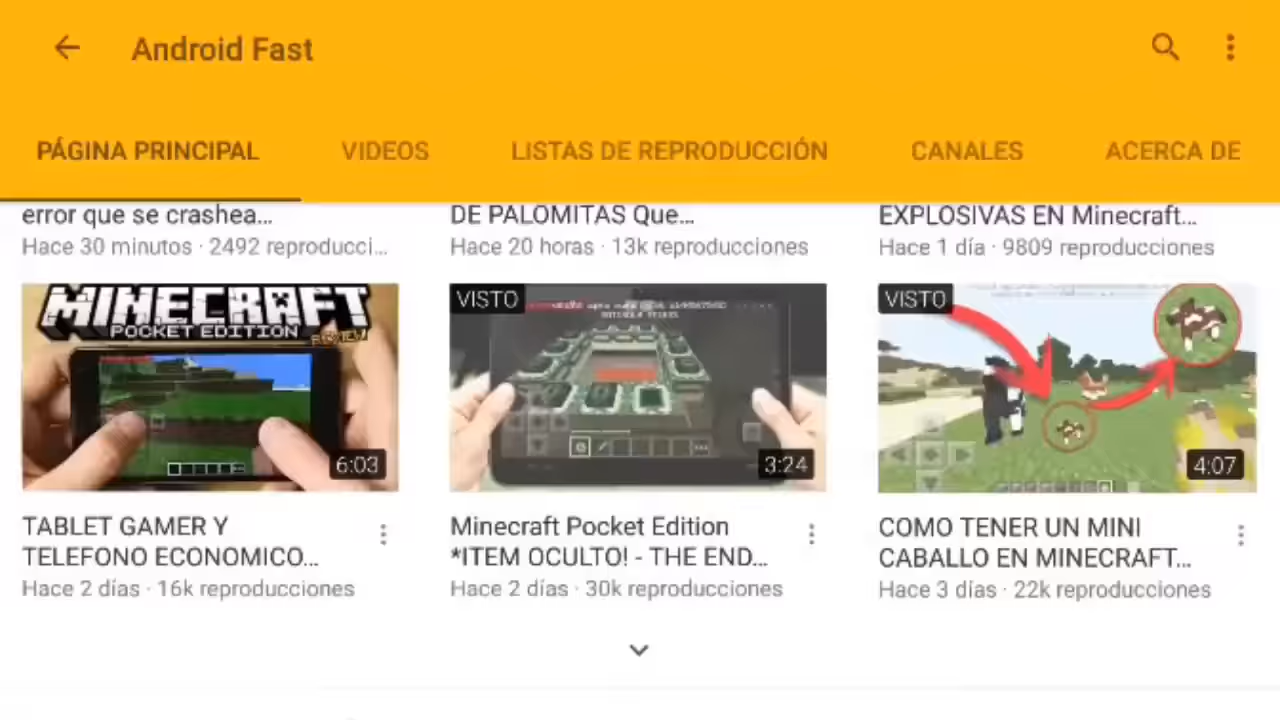 Android Fast
PÁGINA PRINCIPAL VIDEOS LISTAS DE REPRODUCCIÓN CANALES ACERCA DE
error que se crashea...
Hace 30 minutos · 2492 reproducci...
DE PALOMITAS Que...
Hace 20 horas · 13k reproducciones
EXPLOSIVAS EN Minecraft...
Hace 1 día · 9809 reproducciones
MINECRAFT
POCKET EDITION
6:03
TABLET GAMER Y
TELEFONO ECONOMICO...
Hace 2 días · 16k reproducciones
VISTO
3:24
Minecraft Pocket Edition
*ITEM OCULTO! - THE END...
Hace 2 días · 30k reproducciones
VISTO
4:07
COMO TENER UN MINI
CABALLO EN MINECRAFT...
Hace 3 días · 22k reproducciones